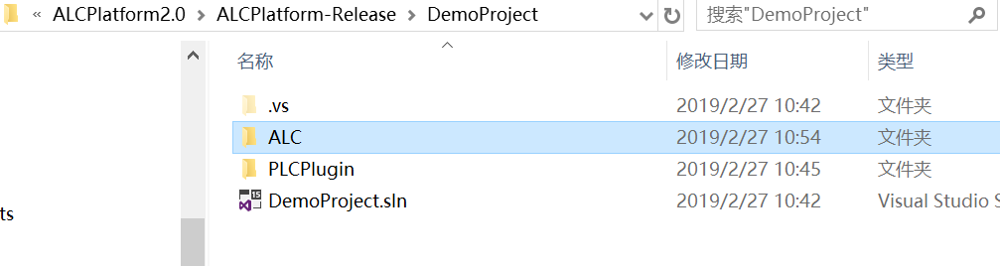 « ALCPlatform2.0 > ALCPlatform-Release > DemoProject 搜索"DemoProject"
名称 修改日期 类型
.vs 2019/2/27 10:42 文件夹
ALC 2019/2/27 10:54 文件夹
PLCPlugin 2019/2/27 10:45 文件夹
DemoProject.sln 2019/2/27 10:42 Visual Studio S
ts